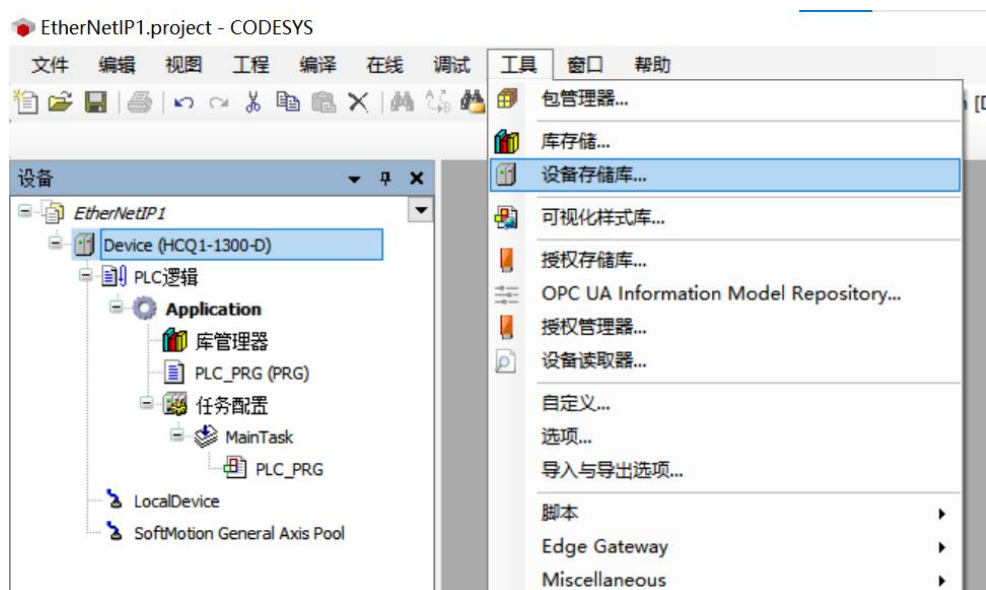 EtherNetIP1.project - CODESYS
文件 编辑 视图 工程 编译 在线 调试 工具 窗口 帮助
包管理器...
库存储...
设备存储库...
可视化样式库...
授权存储库...
OPC UA Information Model Repository...
授权管理器...
设备读取器...
自定义...
选项...
导入与导出选项...
脚本
Edge Gateway
Miscellaneous
设备
EtherNetIP1
Device (HCQ1-1300-D)
PLC逻辑
Application
库管理器
PLC_PRG (PRG)
任务配置
MainTask
PLC_PRG
LocalDevice
SoftMotion General Axis Pool